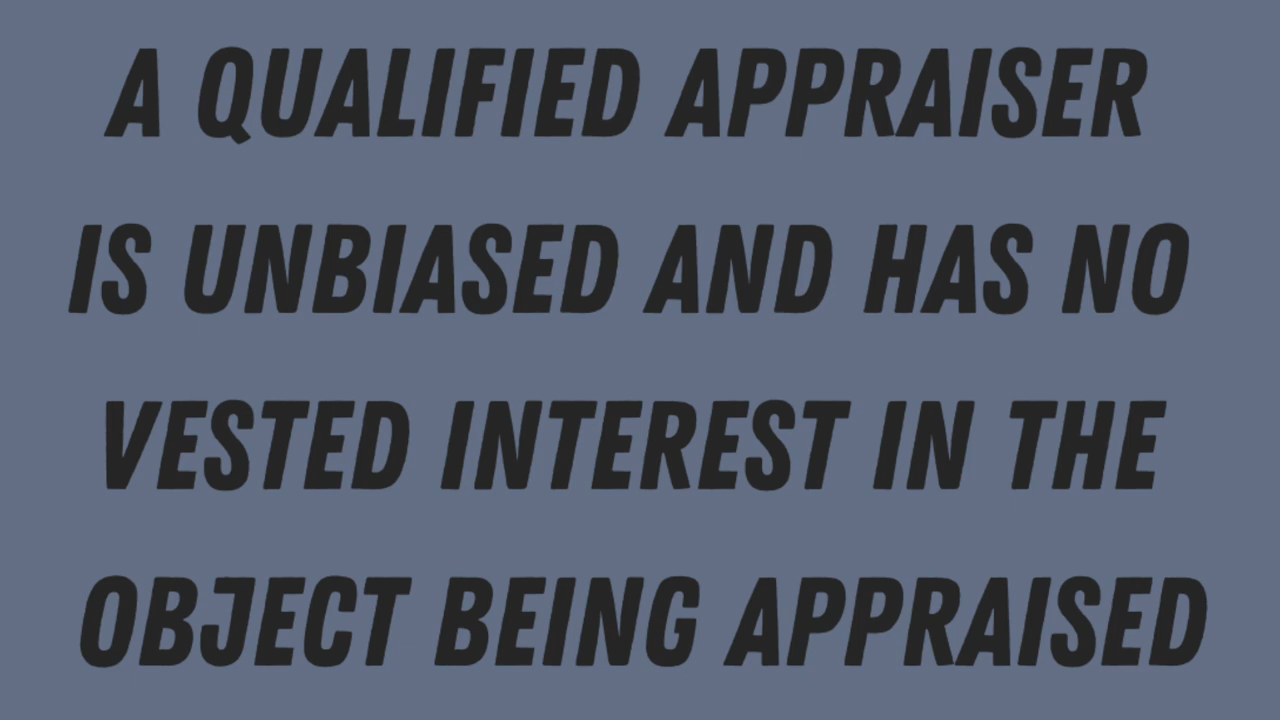 A QUALIFIED APPRAISER
IS UNBIASED AND HAS NO
VESTED INTEREST IN THE
OBJECT BEING APPRAISED